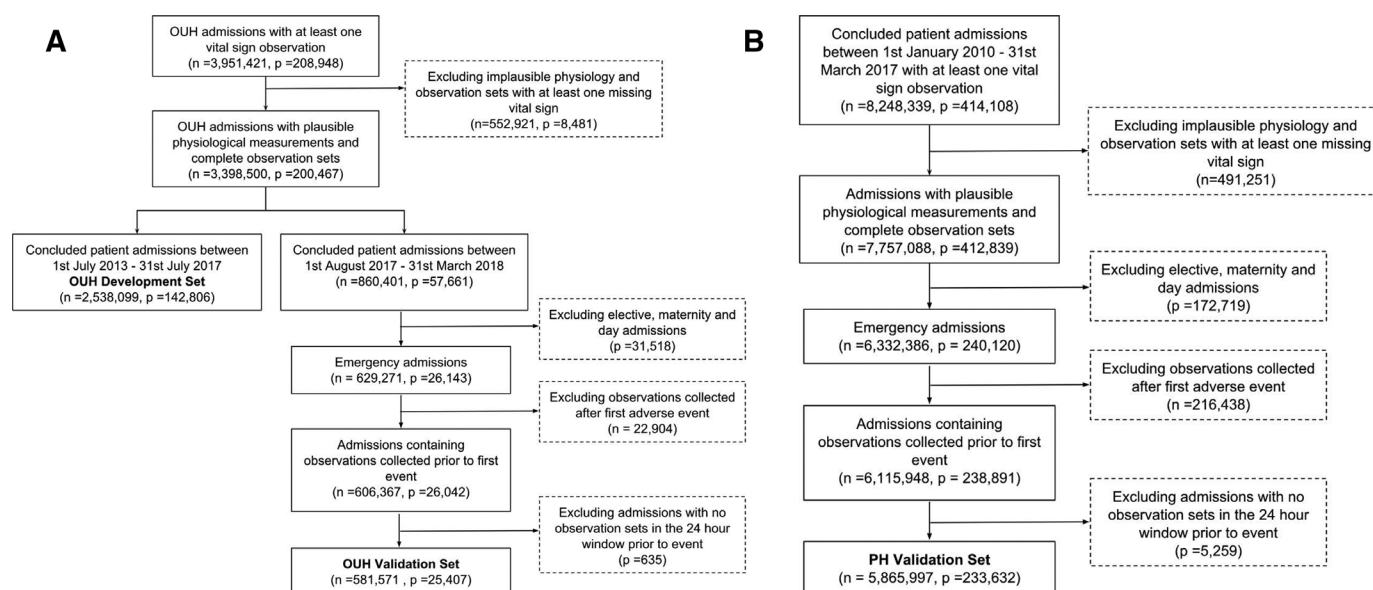 A
OUH admissions with at least one
vital sign observation
(n =3,951,421, p =208,948)
Excluding implausible physiology and
observation sets with at least one missing
vital sign
(n=552,921, p =8,481)
OUH admissions with plausible
physiological measurements and
complete observation sets
(n =3,398,500, p =200,467)
Concluded patient admissions between
1st July 2013 - 31st July 2017
OUH Development Set
(n =2,538,099, p =142,806)
Concluded patient admissions between
1st August 2017 - 31st March 2018
(n =860,401, p =57,661)
Excluding elective, maternity and
day admissions
(p =31,518)
Emergency admissions
(n = 629,271, p =26,143)
Excluding observations collected
after first adverse event
(n = 22,904)
Admissions containing
observations collected prior to first
event
(n =606,367, p =26,042)
Excluding admissions with no
observation sets in the 24 hour
window prior to event
(p =635)
OUH Validation Set
(n =581,571 , p =25,407)
B
Concluded patient admissions
between 1st January 2010 - 31st
March 2017 with at least one vital
sign observation
(n =8,248,339, p =414,108)
Excluding implausible physiology and
observation sets with at least one missing
vital sign
(n=491,251)
Admissions with plausible
physiological measurements and
complete observation sets
(n =7,757,088, p =412,839)
Excluding elective, maternity and
day admissions
(p =172,719)
Emergency admissions
(n =6,332,386, p = 240,120)
Excluding observations collected
after first adverse event
(n =216,438)
Admissions containing
observations collected prior to first
event
(n =6,115,948, p = 238,891)
Excluding admissions with no
observation sets in the 24 hour
window prior to event
(p =5,259)
PH Validation Set
(n = 5,865,997, p =233,632)